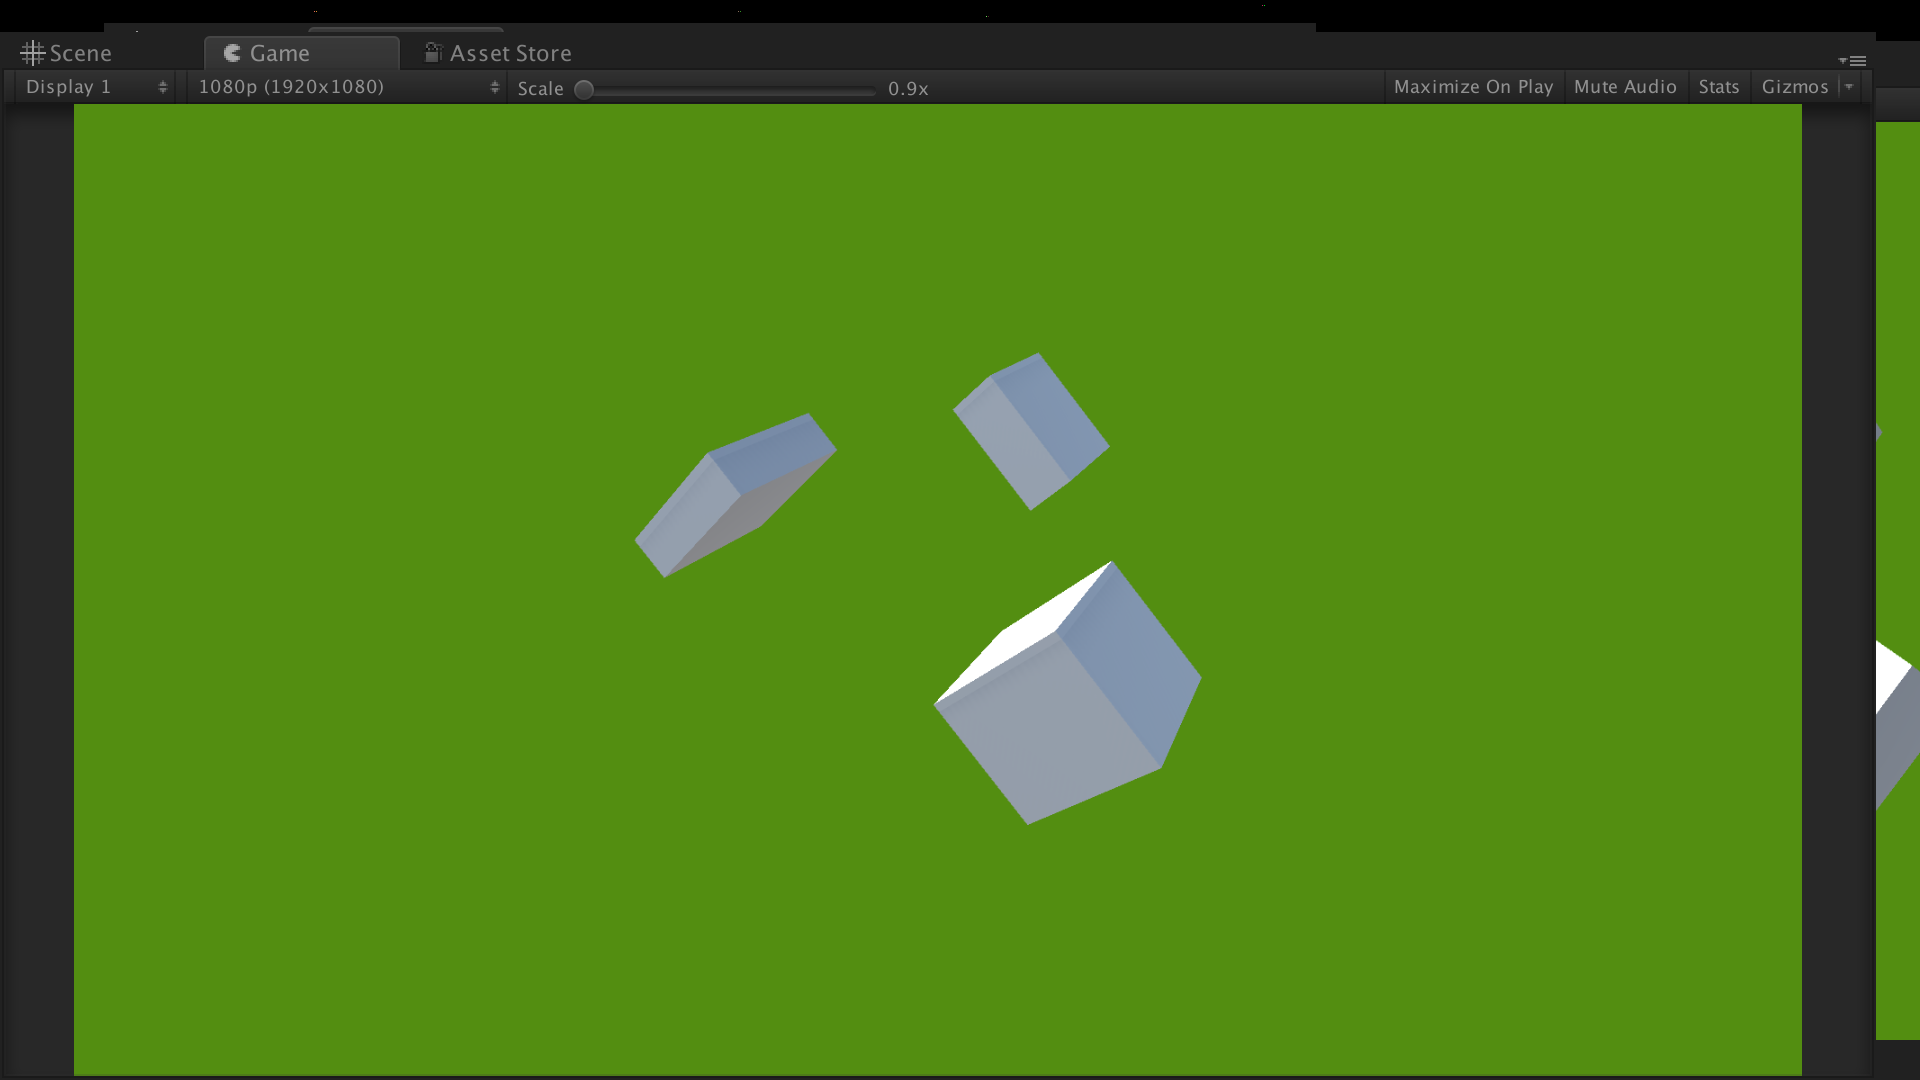 Scene Game Asset Store
Display 1 1080p (1920x1080) Scale 0.9x Maximize On Play Mute Audio Stats Gizmos